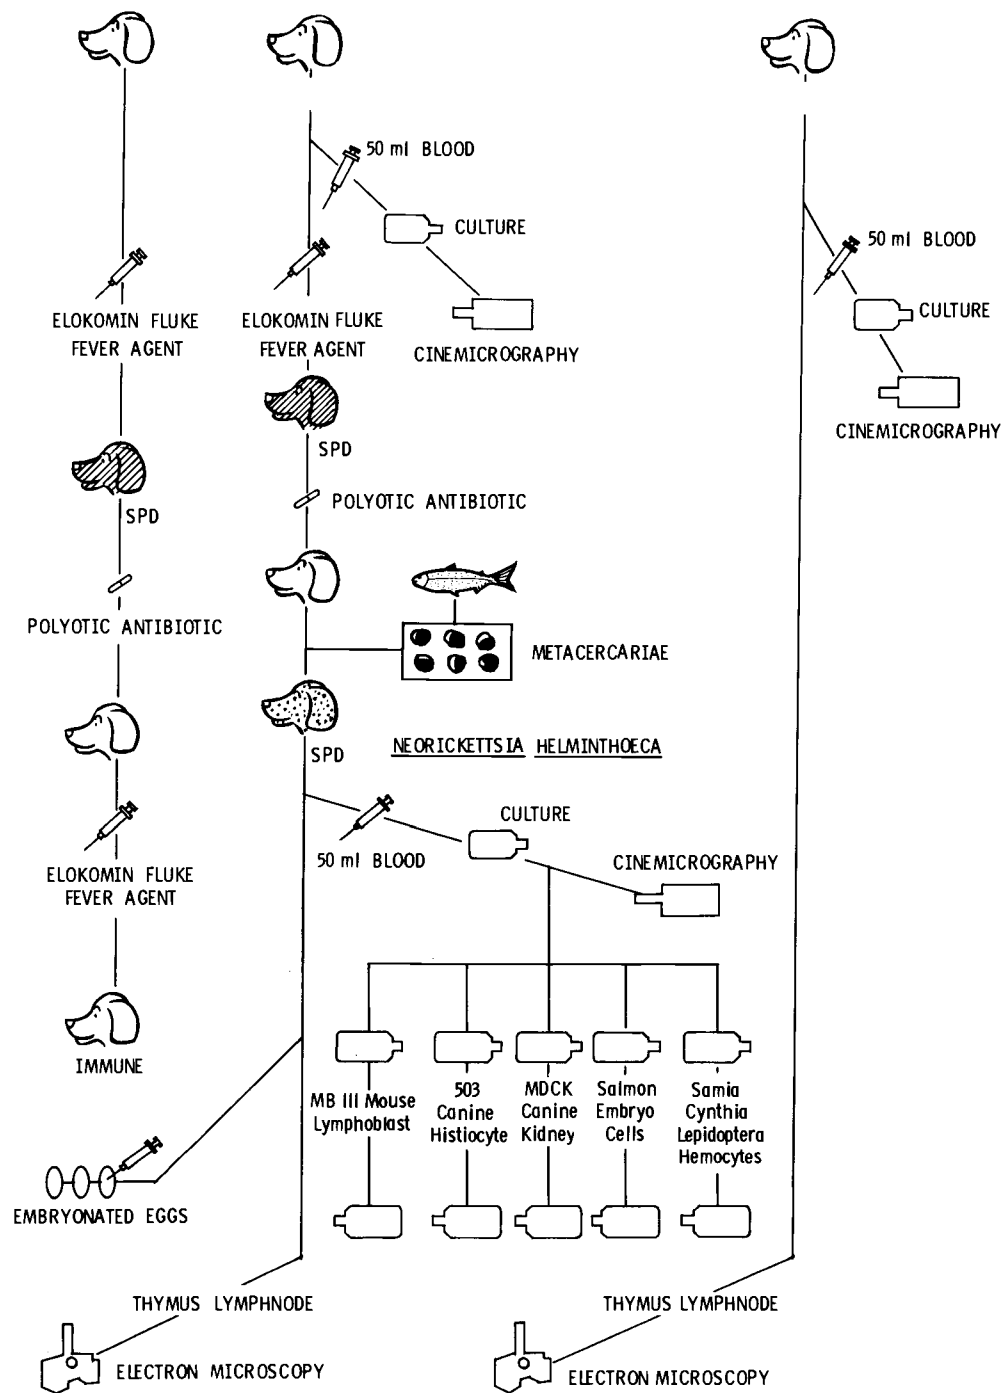 50 ml BLOOD
CULTURE
CINEMICROGRAPHY
50 ml BLOOD
CULTURE
CINEMICROGRAPHY
ELOKOMIN FLUKE
FEVER AGENT
ELOKOMIN FLUKE
FEVER AGENT
SPD
POLYOTIC ANTIBIOTIC
SPD
POLYOTIC ANTIBIOTIC
METACERCARIAE
SPD
NEORICKETTSIA HELMINTHOECA
ELOKOMIN FLUKE
FEVER AGENT
IMMUNE
50 ml BLOOD
CULTURE
CINEMICROGRAPHY
MB III Mouse
Lymphoblast
503
Canine
Histiocyte
MDCK
Canine
Kidney
Salmon
Embryo
Cells
Samia
Cynthia
Lepidoptera
Hemocytes
EMBRYONATED EGGS
THYMUS LYMPHNODE
ELECTRON MICROSCOPY
THYMUS LYMPHNODE
ELECTRON MICROSCOPY